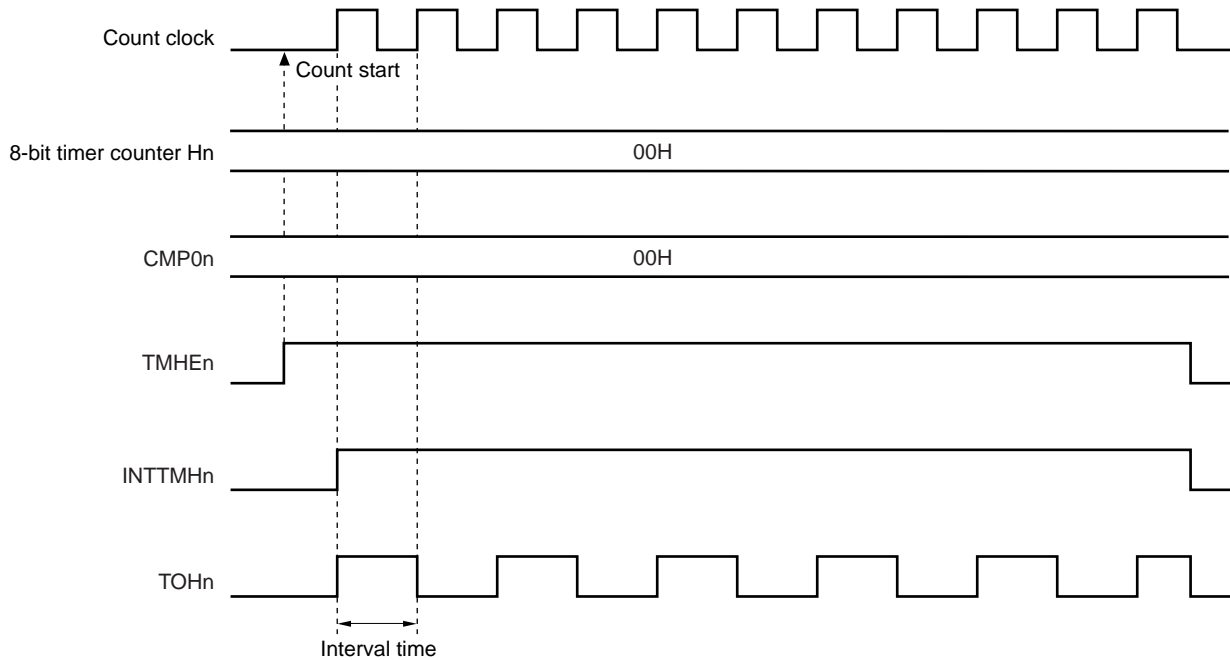 Count clock
Count start
8-bit timer counter Hn
00H
CMP0n
00H
TMHEn
INTTMHn
TOHn
Interval time